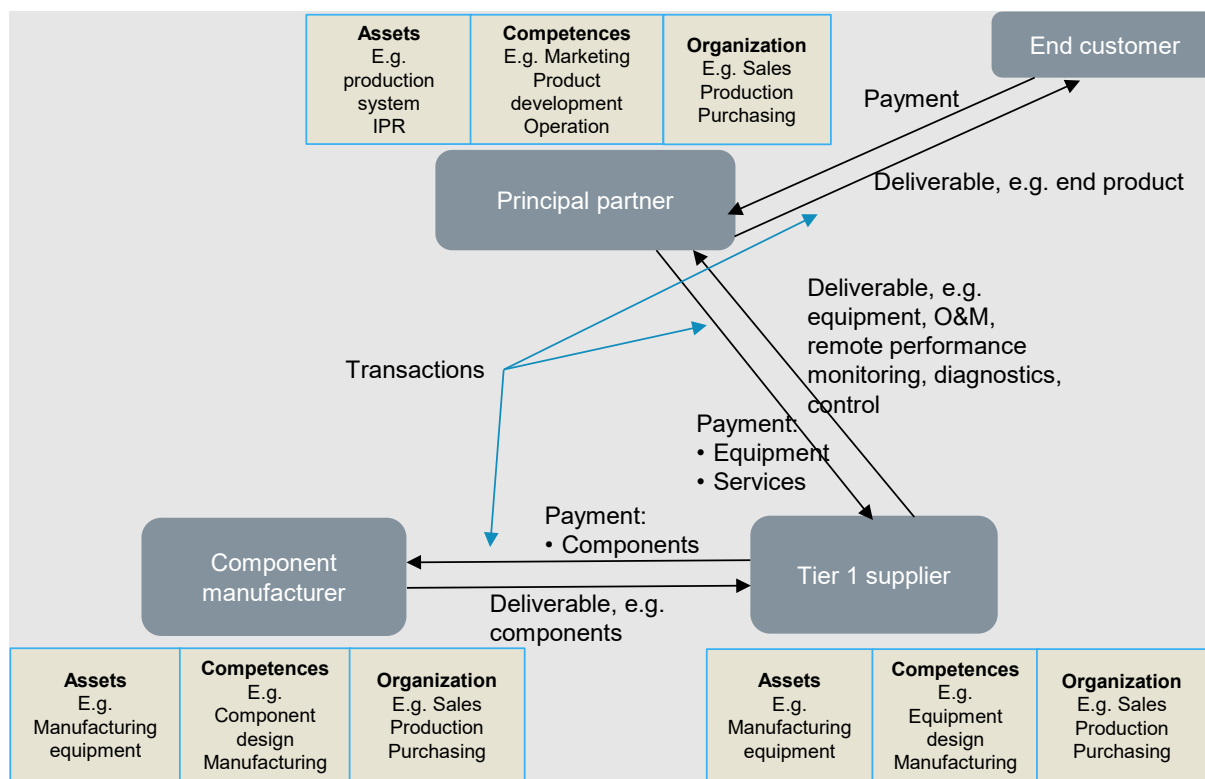 Assets
E.g.
production
system
IPR
Competences
E.g. Marketing
Product
development
Operation
Organization
E.g. Sales
Production
Purchasing
End customer
Payment
Deliverable, e.g. end product
Principal partner
Deliverable, e.g.
equipment, O&M,
remote performance
monitoring, diagnostics,
control
Transactions
Payment:
• Equipment
• Services
Payment:
• Components
Component
manufacturer
Tier 1 supplier
Deliverable, e.g.
components
Assets
E.g.
Manufacturing
equipment
Competences
E.g.
Component
design
Manufacturing
Organization
E.g. Sales
Production
Purchasing
Assets
E.g.
Manufacturing
equipment
Competences
E.g.
Equipment
design
Manufacturing
Organization
E.g. Sales
Production
Purchasing